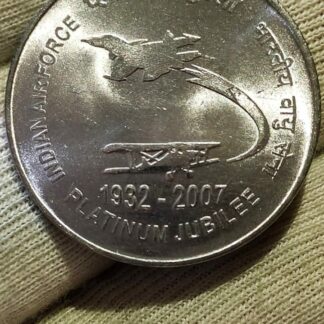 INDIAN AIR FORCE
भारतीय वायु सेना
1932 - 2007
PLATINUM JUBILEE